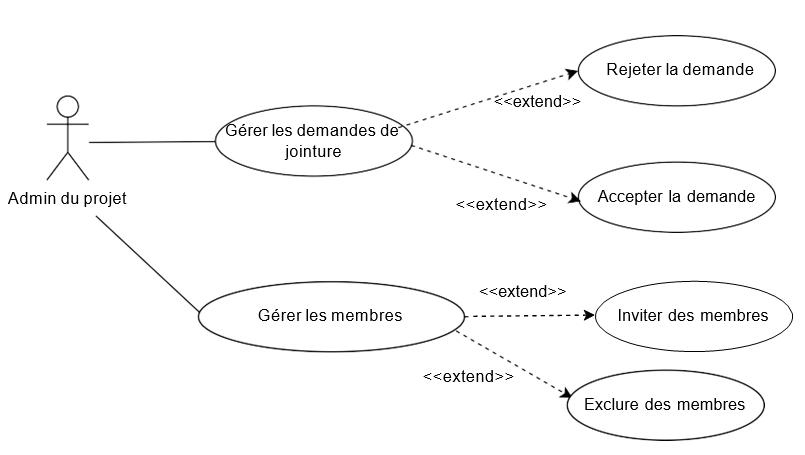 Rejeter la demande
<<extend>>
Gérer les demandes de
jointure
Admin du projet
Accepter la demande
<<extend>>
<<extend>>
Gérer les membres
Inviter des membres
<<extend>>
Exclure des membres